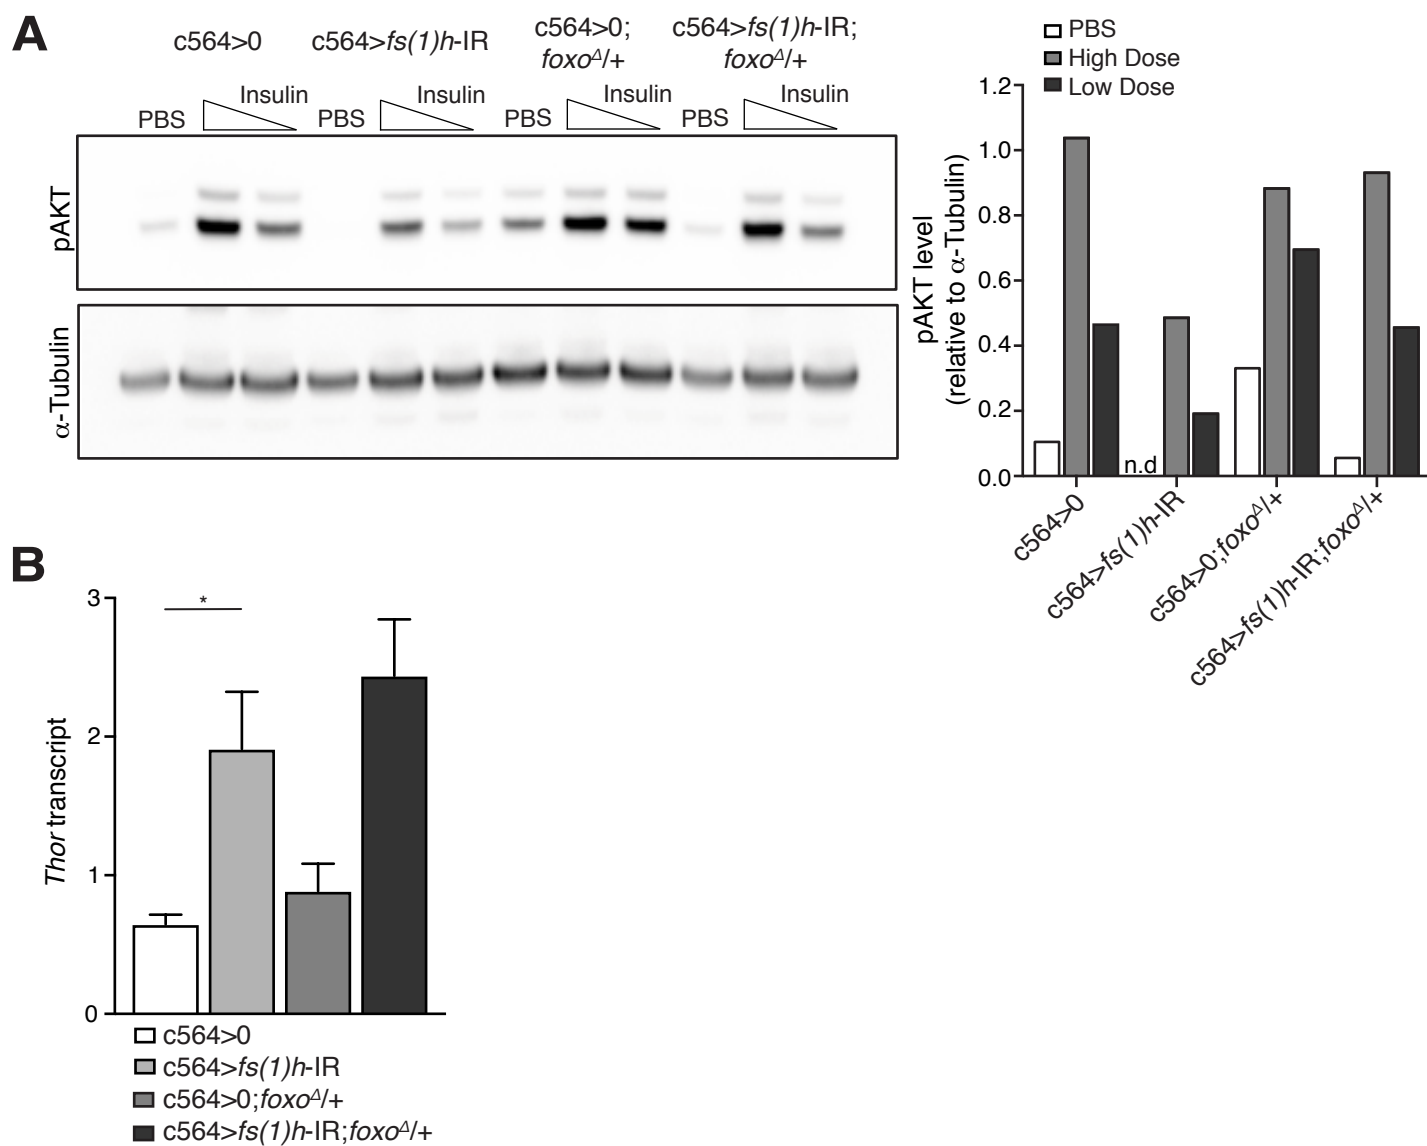 A
c564>0
c564>fs(1)h-IR
c564>0;
foxoΔ/+
c564>fs(1)h-IR;
foxoΔ/+
PBS
Insulin
PBS
Insulin
PBS
Insulin
PBS
Insulin
pAKT
α-Tubulin
PBS
High Dose
Low Dose
pAKT level
(relative to α-Tubulin)
1.2
1.0
0.8
0.6
0.4
0.2
0.0
n.d
c564>0
c564>fs(1)h-IR
c564>0;foxoΔ/+
c564>fs(1)h-IR;foxoΔ/+
B
Thor transcript
3
2
1
0
*
c564>0
c564>fs(1)h-IR
c564>0;foxoΔ/+
c564>fs(1)h-IR;foxoΔ/+